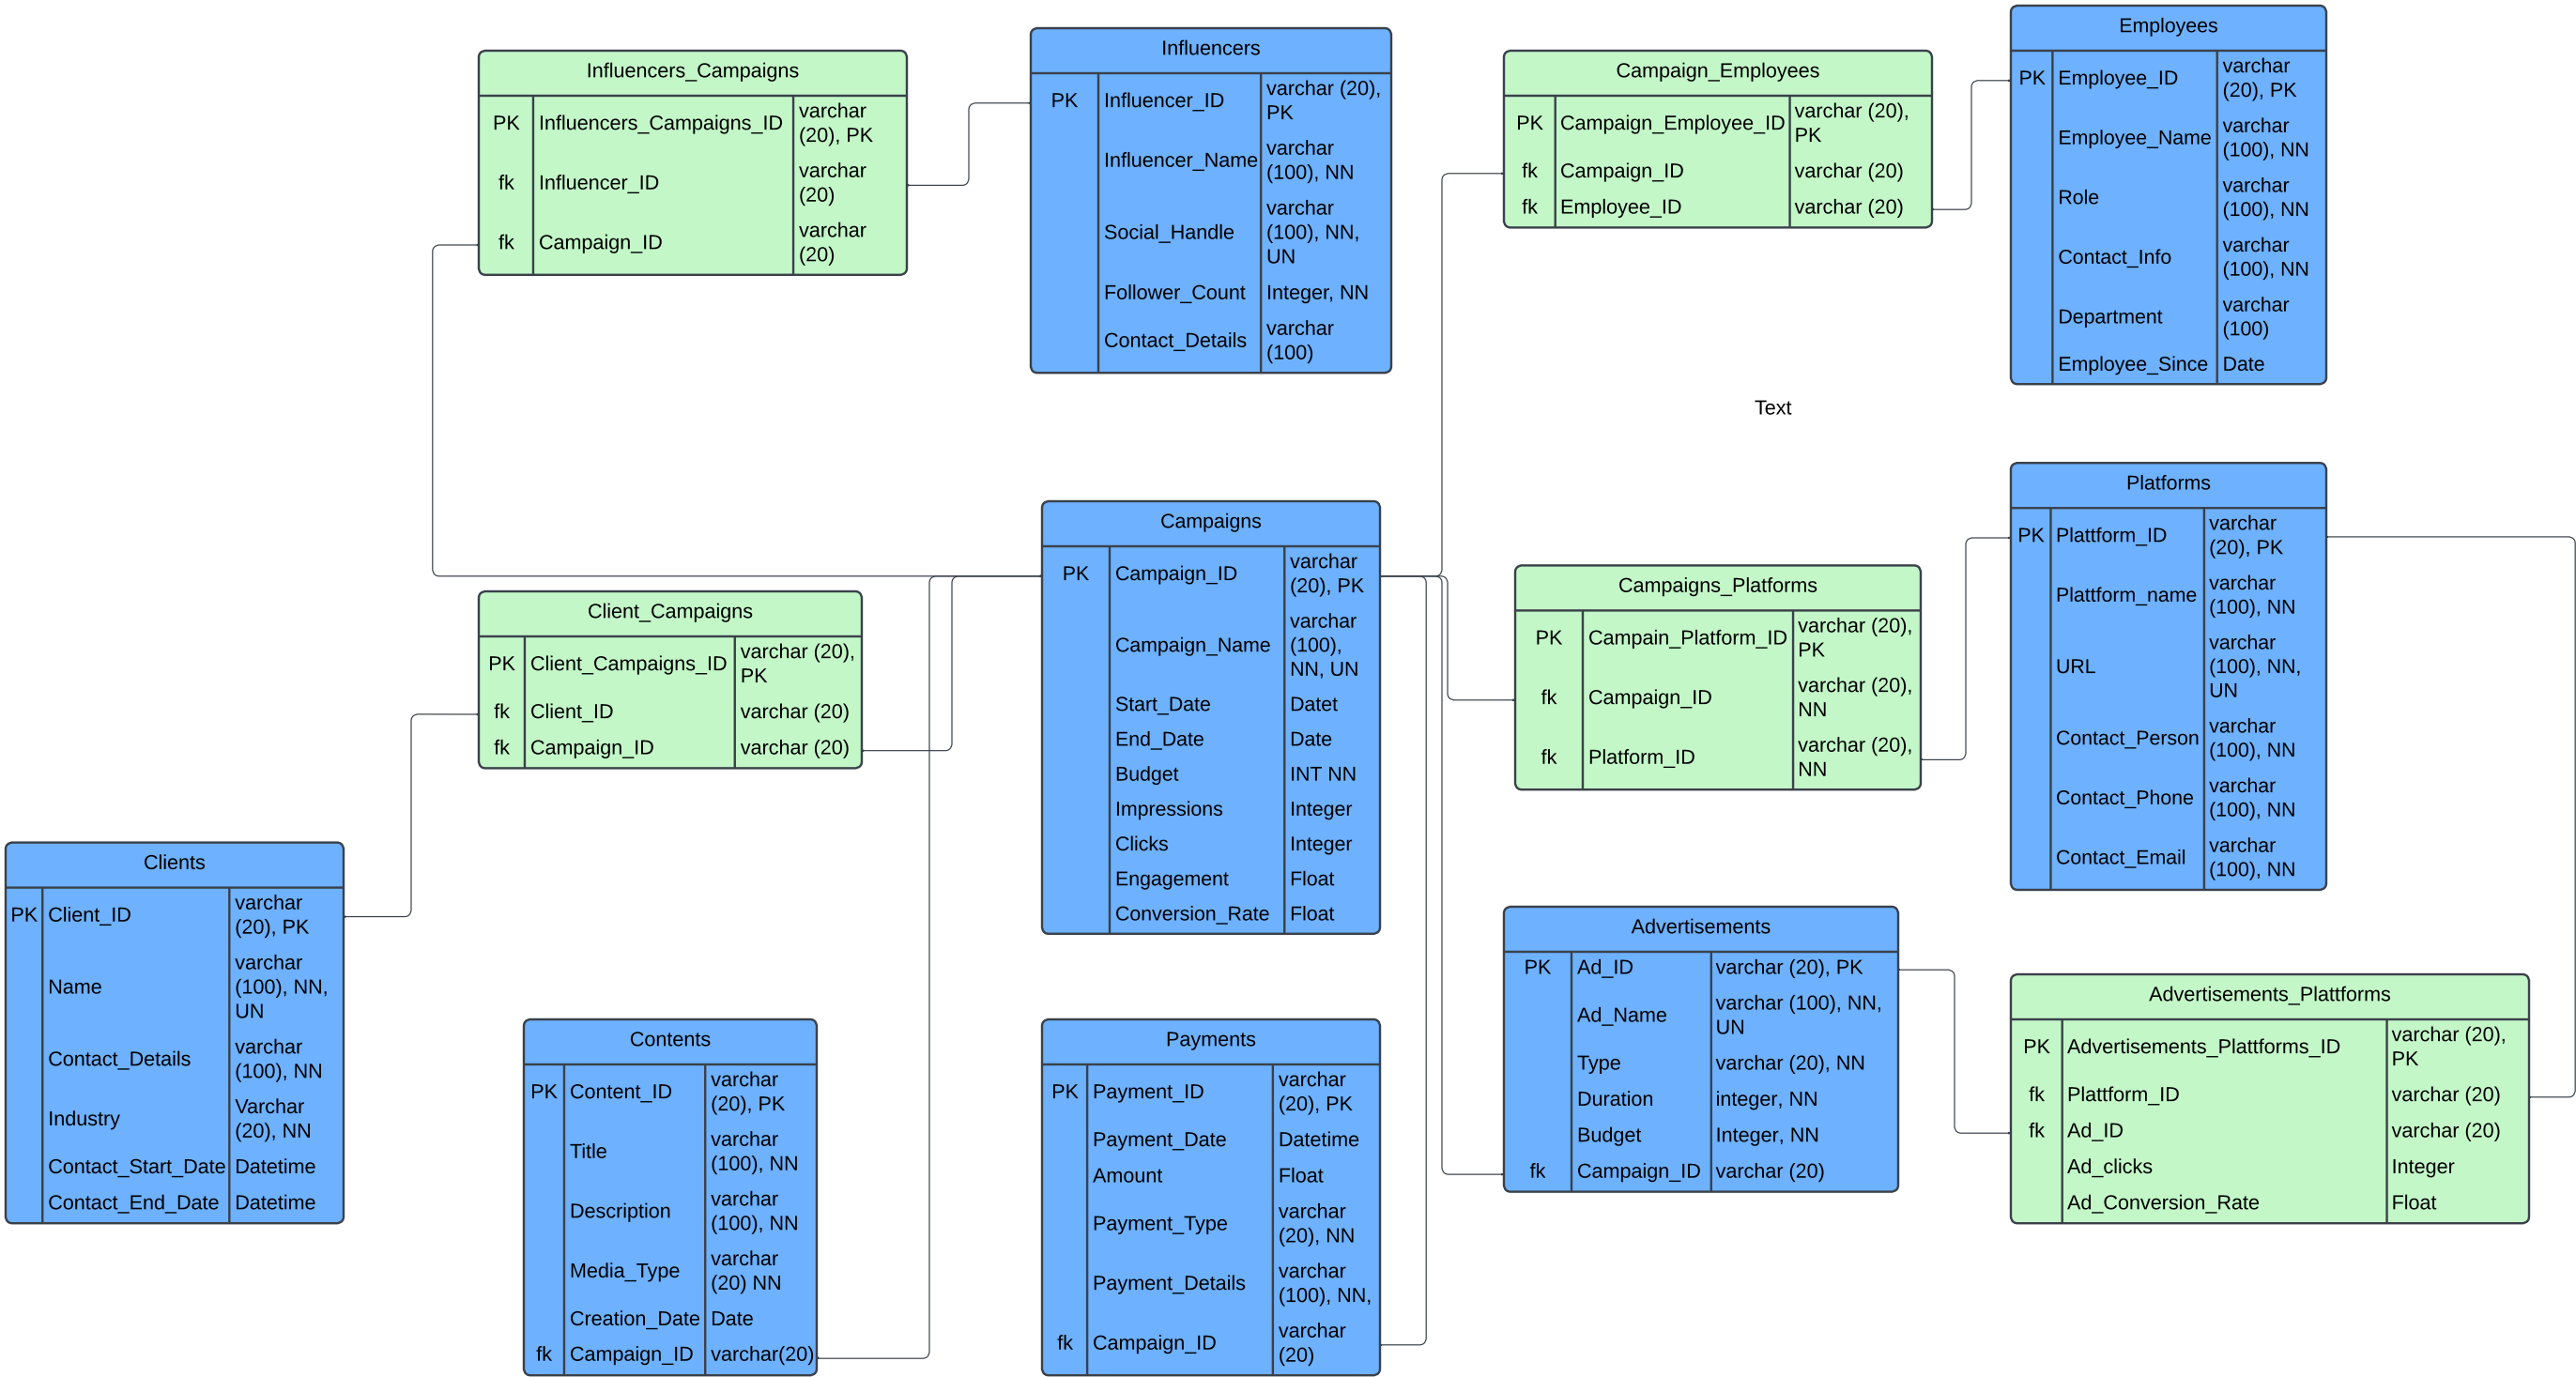 Influencers_Campaigns
PK Influencers_Campaigns_ID varchar
(20), PK
fk Influencer_ID varchar
(20)
fk Campaign_ID varchar
(20)
Influencers
PK Influencer_ID varchar (20),
PK
Influencer_Name varchar
(100), NN
Social_Handle varchar
(100), NN,
UN
Follower_Count Integer, NN
Contact_Details varchar
(100)
Campaign_Employees
PK Campaign_Employee_ID varchar (20),
PK
fk Campaign_ID varchar (20)
fk Employee_ID varchar (20)
Employees
PK Employee_ID varchar
(20), PK
Employee_Name varchar
(100), NN
Role varchar
(100), NN
Contact_Info varchar
(100), NN
Department varchar
(100)
Employee_Since Date
Text
Client_Campaigns
PK Client_Campaigns_ID varchar (20),
PK
fk Client_ID varchar (20)
fk Campaign_ID varchar (20)
Campaigns
PK Campaign_ID varchar
(20), PK
Campaign_Name varchar
(100),
NN, UN
Start_Date Datet
End_Date Date
Budget INT NN
Impressions Integer
Clicks Integer
Engagement Float
Conversion_Rate Float
Campaigns_Platforms
PK Campain_Platform_ID varchar (20),
PK
fk Campaign_ID varchar (20),
NN
fk Platform_ID varchar (20),
NN
Platforms
PK Plattform_ID varchar
(20), PK
Plattform_name varchar
(100), NN
URL varchar
(100), NN,
UN
Contact_Person varchar
(100), NN
Contact_Phone varchar
(100), NN
Contact_Email varchar
(100), NN
Clients
PK Client_ID varchar
(20), PK
Name varchar
(100), NN,
UN
Contact_Details varchar
(100), NN
Industry Varchar
(20), NN
Contact_Start_Date Datetime
Contact_End_Date Datetime
Contents
PK Content_ID varchar
(20), PK
Title varchar
(100), NN
Description varchar
(100), NN
Media_Type varchar
(20) NN
Creation_Date Date
fk Campaign_ID varchar(20)
Payments
PK Payment_ID varchar
(20), PK
Payment_Date Datetime
Amount Float
Payment_Type varchar
(20), NN
Payment_Details varchar
(100), NN,
fk Campaign_ID varchar
(20)
Advertisements
PK Ad_ID varchar (20), PK
Ad_Name varchar (100), NN,
UN
Type varchar (20), NN
Duration integer, NN
Budget Integer, NN
fk Campaign_ID varchar (20)
Advertisements_Plattforms
PK Advertisements_Plattforms_ID varchar (20),
PK
fk Plattform_ID varchar (20)
fk Ad_ID varchar (20)
Ad_clicks Integer
Ad_Conversion_Rate Float